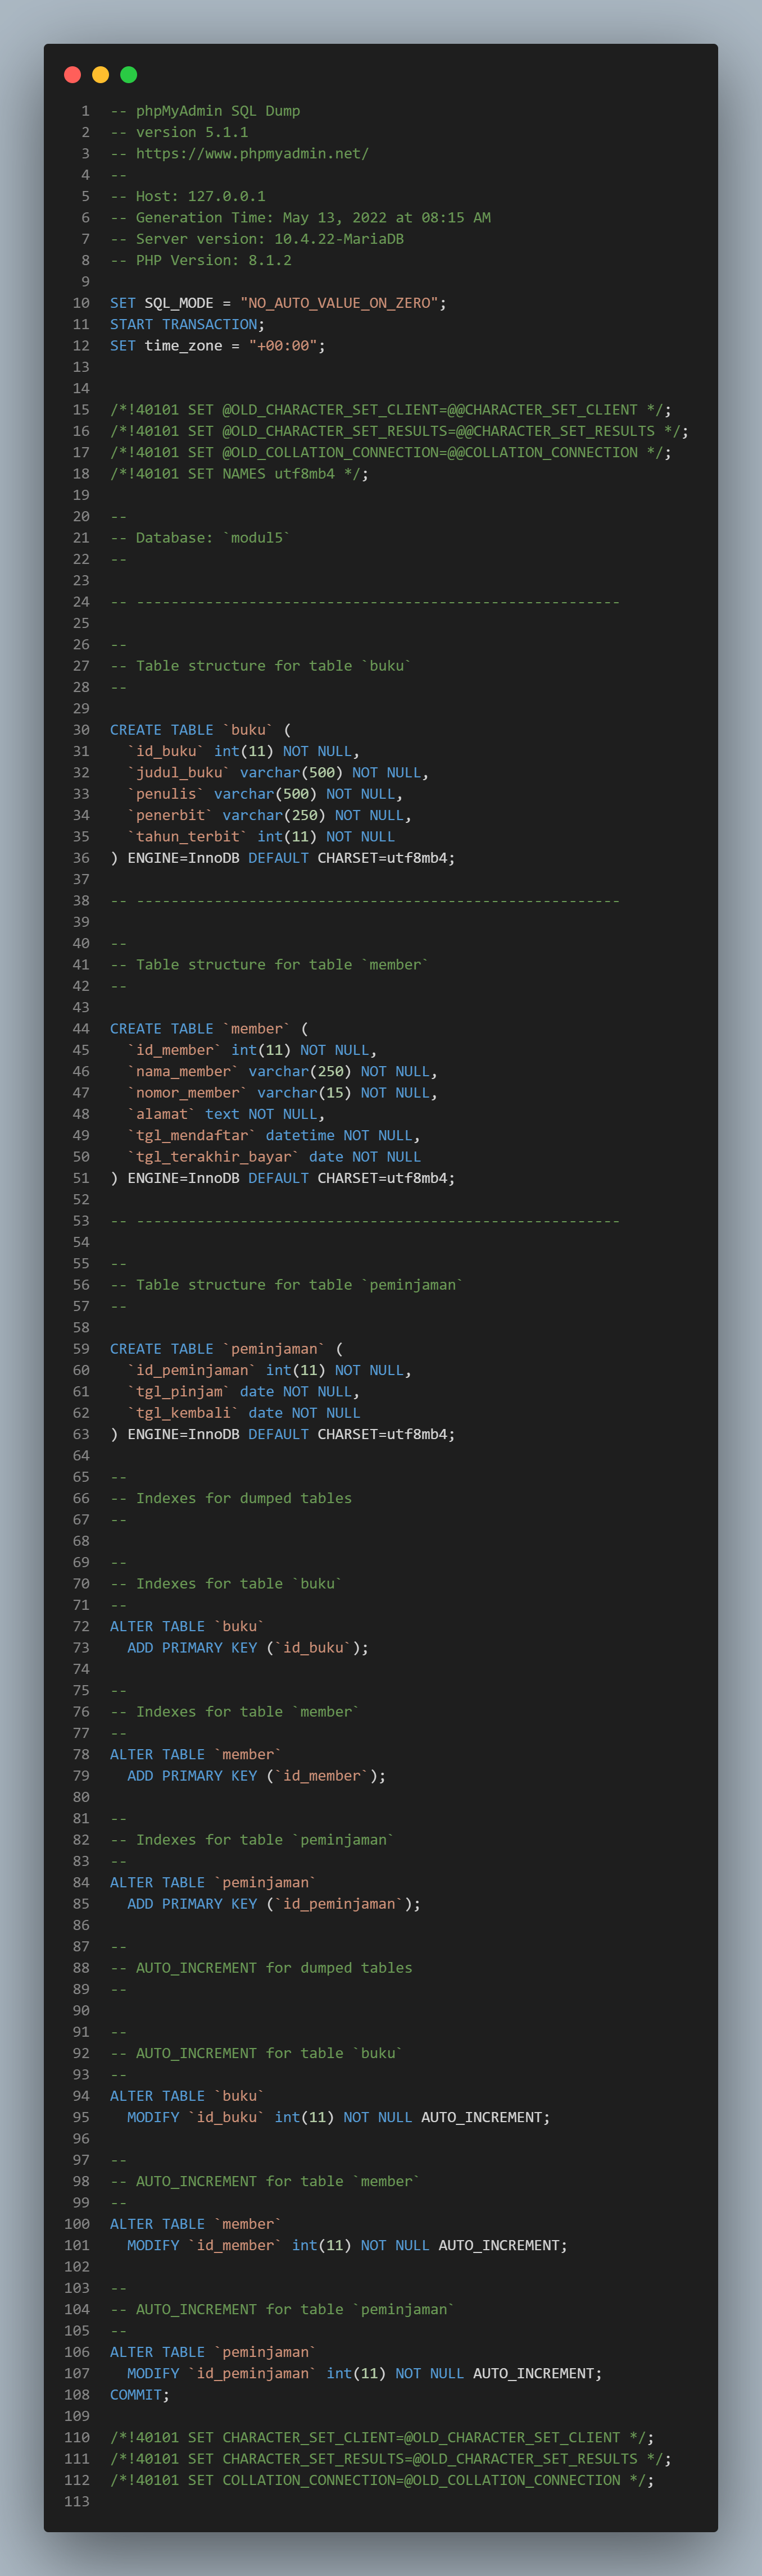 1 -- phpMyAdmin SQL Dump
2 -- version 5.1.1
3 -- https://www.phpmyadmin.net/
4 --
5 -- Host: 127.0.0.1
6 -- Generation Time: May 13, 2022 at 08:15 AM
7 -- Server version: 10.4.22-MariaDB
8 -- PHP Version: 8.1.2
9
10 SET SQL_MODE = "NO_AUTO_VALUE_ON_ZERO";
11 START TRANSACTION;
12 SET time_zone = "+00:00";
13
14
15 /*!40101 SET @OLD_CHARACTER_SET_CLIENT=@@CHARACTER_SET_CLIENT */;
16 /*!40101 SET @OLD_CHARACTER_SET_RESULTS=@@CHARACTER_SET_RESULTS */;
17 /*!40101 SET @OLD_COLLATION_CONNECTION=@@COLLATION_CONNECTION */;
18 /*!40101 SET NAMES utf8mb4 */;
19
20 --
21 -- Database: `modul5`
22 --
23
24 -- --------------------------------------------------------
25
26 --
27 -- Table structure for table `buku`
28 --
29
30 CREATE TABLE `buku` (
31   `id_buku` int(11) NOT NULL,
32   `judul_buku` varchar(500) NOT NULL,
33   `penulis` varchar(500) NOT NULL,
34   `penerbit` varchar(250) NOT NULL,
35   `tahun_terbit` int(11) NOT NULL
36 ) ENGINE=InnoDB DEFAULT CHARSET=utf8mb4;
37
38 -- --------------------------------------------------------
39
40 --
41 -- Table structure for table `member`
42 --
43
44 CREATE TABLE `member` (
45   `id_member` int(11) NOT NULL,
46   `nama_member` varchar(250) NOT NULL,
47   `nomor_member` varchar(15) NOT NULL,
48   `alamat` text NOT NULL,
49   `tgl_mendaftar` datetime NOT NULL,
50   `tgl_terakhir_bayar` date NOT NULL
51 ) ENGINE=InnoDB DEFAULT CHARSET=utf8mb4;
52
53 -- --------------------------------------------------------
54
55 --
56 -- Table structure for table `peminjaman`
57 --
58
59 CREATE TABLE `peminjaman` (
60   `id_peminjaman` int(11) NOT NULL,
61   `tgl_pinjam` date NOT NULL,
62   `tgl_kembali` date NOT NULL
63 ) ENGINE=InnoDB DEFAULT CHARSET=utf8mb4;
64
65 --
66 -- Indexes for dumped tables
67 --
68
69 --
70 -- Indexes for table `buku`
71 --
72 ALTER TABLE `buku`
73   ADD PRIMARY KEY (`id_buku`);
74
75 --
76 -- Indexes for table `member`
77 --
78 ALTER TABLE `member`
79   ADD PRIMARY KEY (`id_member`);
80
81 --
82 -- Indexes for table `peminjaman`
83 --
84 ALTER TABLE `peminjaman`
85   ADD PRIMARY KEY (`id_peminjaman`);
86
87 --
88 -- AUTO_INCREMENT for dumped tables
89 --
90
91 --
92 -- AUTO_INCREMENT for table `buku`
93 --
94 ALTER TABLE `buku`
95   MODIFY `id_buku` int(11) NOT NULL AUTO_INCREMENT;
96
97 --
98 -- AUTO_INCREMENT for table `member`
99 --
100 ALTER TABLE `member`
101   MODIFY `id_member` int(11) NOT NULL AUTO_INCREMENT;
102
103 --
104 -- AUTO_INCREMENT for table `peminjaman`
105 --
106 ALTER TABLE `peminjaman`
107   MODIFY `id_peminjaman` int(11) NOT NULL AUTO_INCREMENT;
108 COMMIT;
109
110 /*!40101 SET CHARACTER_SET_CLIENT=@OLD_CHARACTER_SET_CLIENT */;
111 /*!40101 SET CHARACTER_SET_RESULTS=@OLD_CHARACTER_SET_RESULTS */;
112 /*!40101 SET COLLATION_CONNECTION=@OLD_COLLATION_CONNECTION */;
113